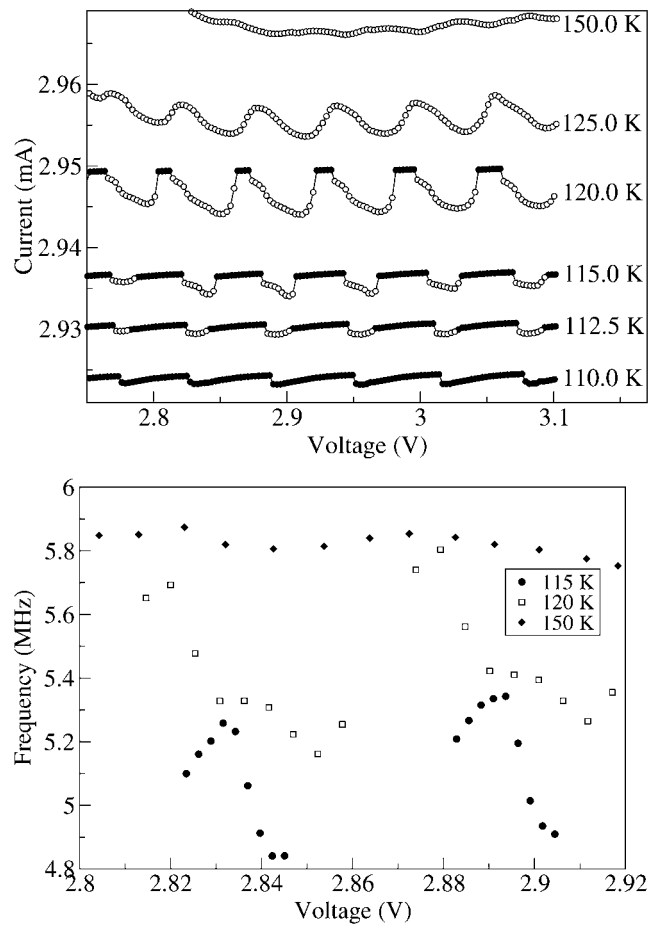 150.0 K
2.96
125.0 K
2.95
120.0 K
Current (mA)
2.94
115.0 K
2.93
112.5 K
110.0 K
2.8 2.9 3 3.1
Voltage (V)
6
5.8
115 K
120 K
150 K
5.6
Frequency (MHz)
5.4
5.2
5
4.8
2.8 2.82 2.84 2.86 2.88 2.9 2.92
Voltage (V)